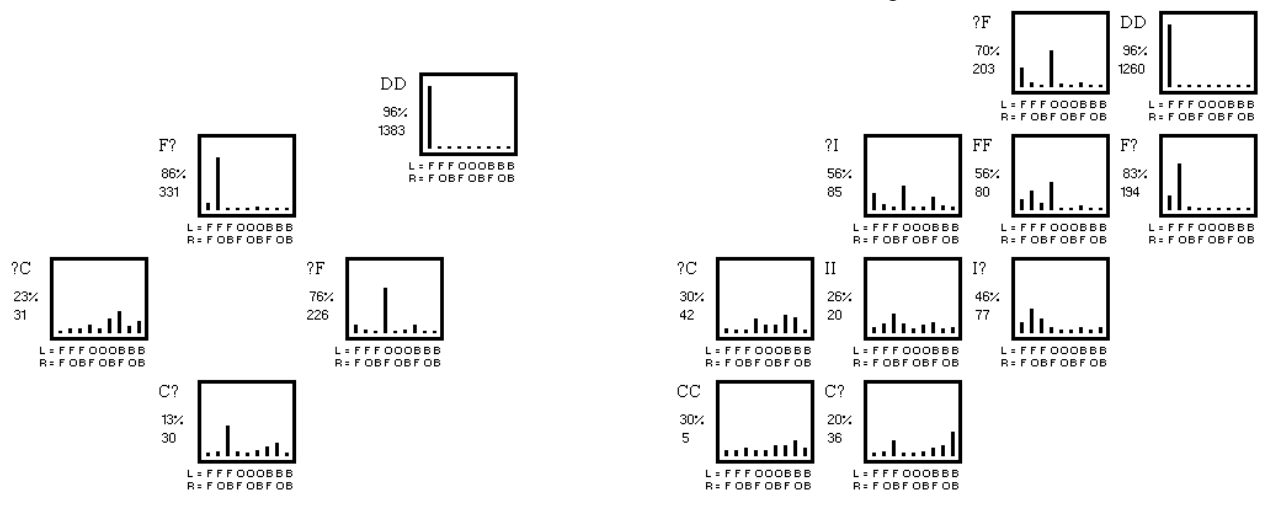 DD
96%
1383
L = F F F O O O B B B
R = F O B F O B F O B
F?
86%
331
L = F F F O O O B B B
R = F O B F O B F O B
?C
23%
31
L = F F F O O O B B B
R = F O B F O B F O B
?F
76%
226
L = F F F O O O B B B
R = F O B F O B F O B
C?
13%
30
L = F F F O O O B B B
R = F O B F O B F O B
?F
70%
203
L = F F F O O O B B B
R = F O B F O B F O B
DD
96%
1260
L = F F F O O O B B B
R = F O B F O B F O B
?I
56%
85
L = F F F O O O B B B
R = F O B F O B F O B
FF
56%
80
L = F F F O O O B B B
R = F O B F O B F O B
F?
83%
194
L = F F F O O O B B B
R = F O B F O B F O B
?C
30%
42
L = F F F O O O B B B
R = F O B F O B F O B
II
26%
20
L = F F F O O O B B B
R = F O B F O B F O B
I?
46%
77
L = F F F O O O B B B
R = F O B F O B F O B
CC
30%
5
L = F F F O O O B B B
R = F O B F O B F O B
C?
20%
36
L = F F F O O O B B B
R = F O B F O B F O B